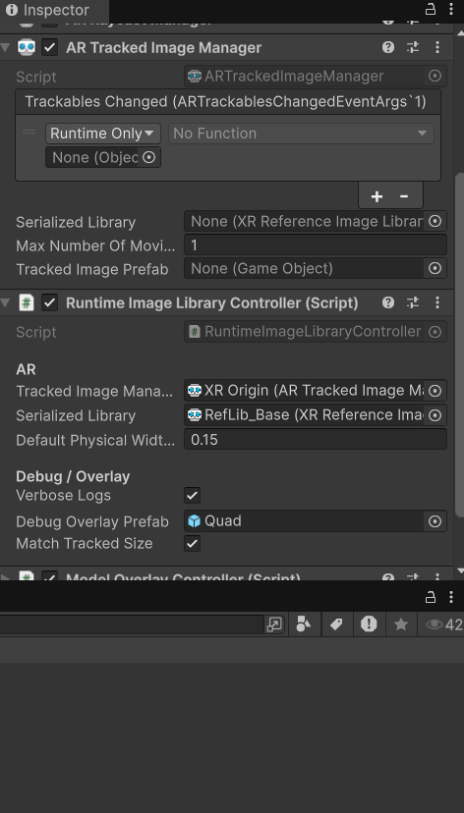 Inspector
AR Tracked Image Manager
Script ARTrackedImageManager
Trackables Changed (ARTrackablesChangedEventArgs`1)
Runtime Only No Function
None (Objec
+ -
Serialized Library None (XR Reference Image Librar
Max Number Of Movi... 1
Tracked Image Prefab None (Game Object)
Runtime Image Library Controller (Script)
Script RuntimeImageLibraryController
AR
Tracked Image Mana... XR Origin (AR Tracked Image Ma
Serialized Library RefLib_Base (XR Reference Ima
Default Physical Widt... 0.15
Debug / Overlay
Verbose Logs
Debug Overlay Prefab Quad
Match Tracked Size
Model Overlay Controller (Script)
42